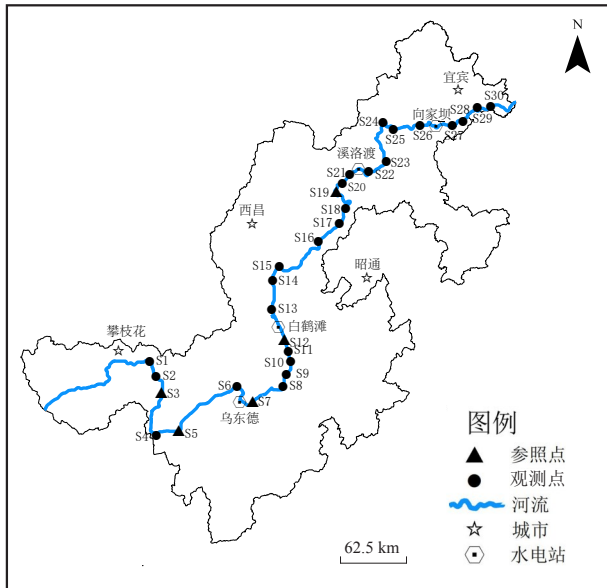 N
宜宾
S30
S28
向家坝
S24
S29
S25
S26
S27
溪洛渡
S23
S21
S22
S20
S19
西昌
S18
S17
S16
昭通
S15
S14
S13
白鹤滩
攀枝花
S12
S11
S1
S10
S2
S9
S6
S8
S3
乌东德
S7
S4
S5
图例
参照点
观测点
河流
城市
水电站
62.5 km